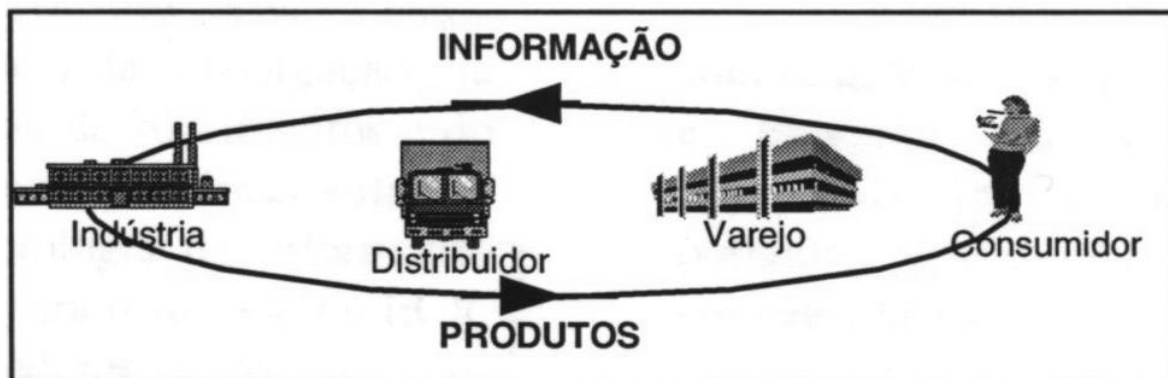 INFORMAÇÃO
Indústria
Distribuidor
Varejo
Consumidor
PRODUTOS